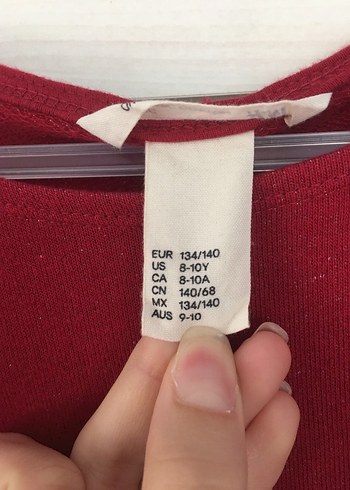 EUR 134/140
US 8-10Y
CA 8-10A
CN 140/68
MX 134/140
AUS 9-10